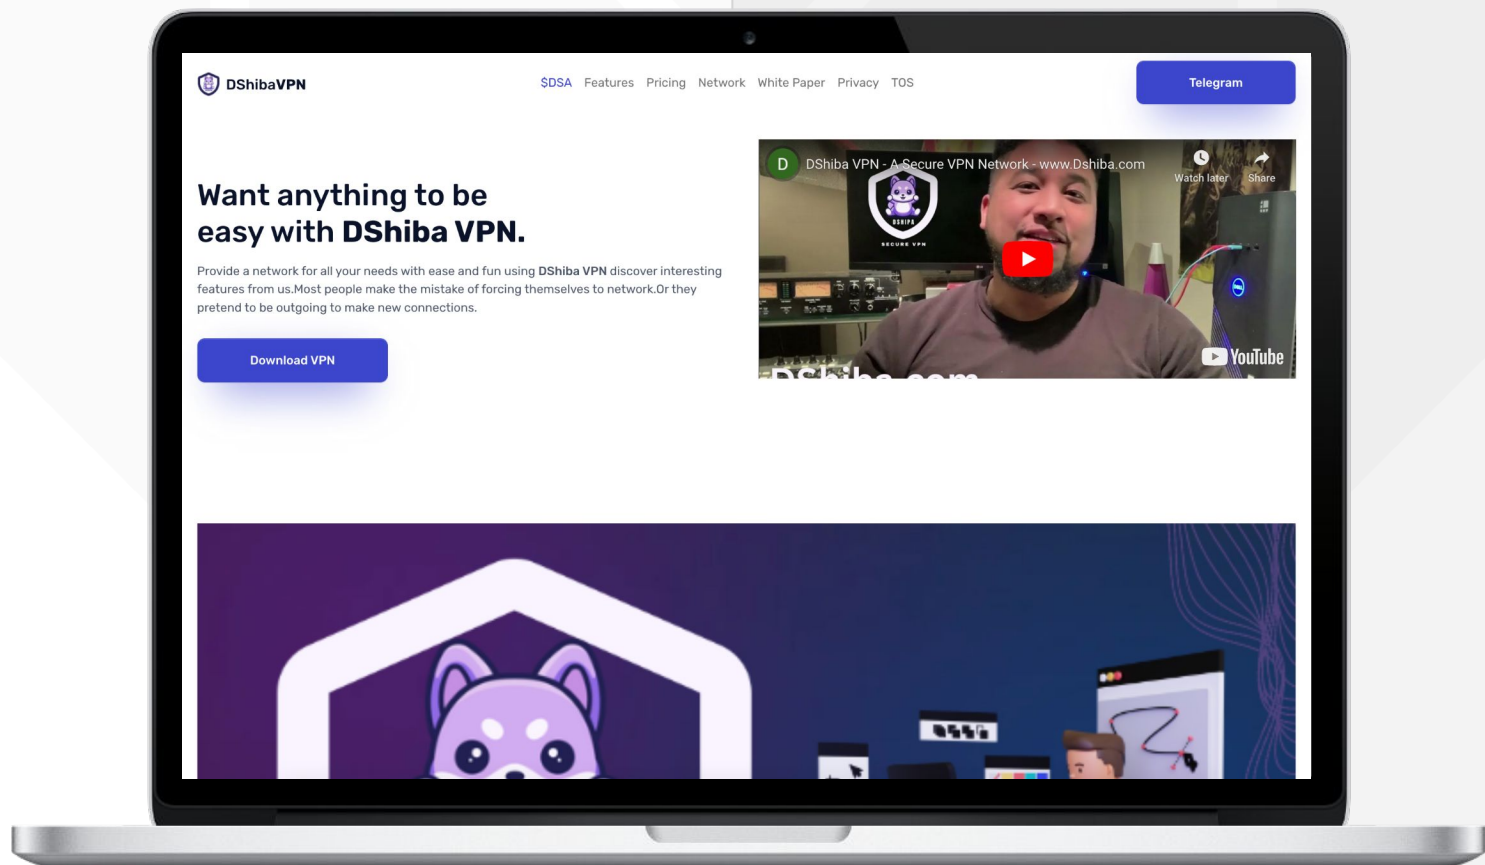 DShibaVPN
$DSA Features Pricing Network White Paper Privacy TOS
Telegram
Want anything to be
easy with DShiba VPN.
Provide a network for all your needs with ease and fun using DShiba VPN discover interesting
features from us.Most people make the mistake of forcing themselves to network.Or they
pretend to be outgoing to make new connections.
Download VPN
D
DShiba VPN - A Secure VPN Network - www.Dshiba.com
Watch later
Share
DSHIPA
SECURE VPN
YouTube
DShiba.com